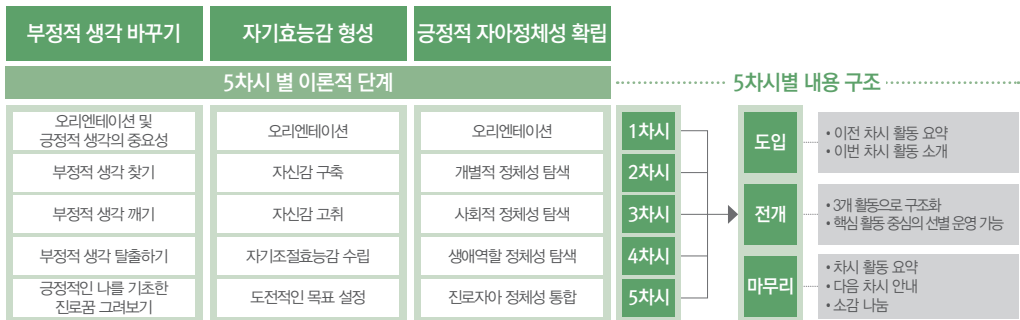 부정적 생각 바꾸기
자기효능감 형성
긍정적 자아정체성 확립
5차시 별 이론적 단계
5차시별 내용 구조
오리엔테이션 및
긍정적 생각의 중요성
오리엔테이션
오리엔테이션
1차시
부정적 생각 찾기
자신감 구축
개별적 정체성 탐색
2차시
부정적 생각 깨기
자신감 고취
사회적 정체성 탐색
3차시
부정적 생각 탈출하기
자기조절효능감 수립
생애역할 정체성 탐색
4차시
긍정적인 나를 기초한
진로꿈 그려보기
도전적인 목표 설정
진로자아 정체성 통합
5차시
도입
• 이전 차시 활동 요약
• 이번 차시 활동 소개
전개
• 3개 활동으로 구조화
• 핵심 활동 중심의 선별 운영 가능
마무리
• 차시 활동 요약
• 다음 차시 안내
• 소감 나눔